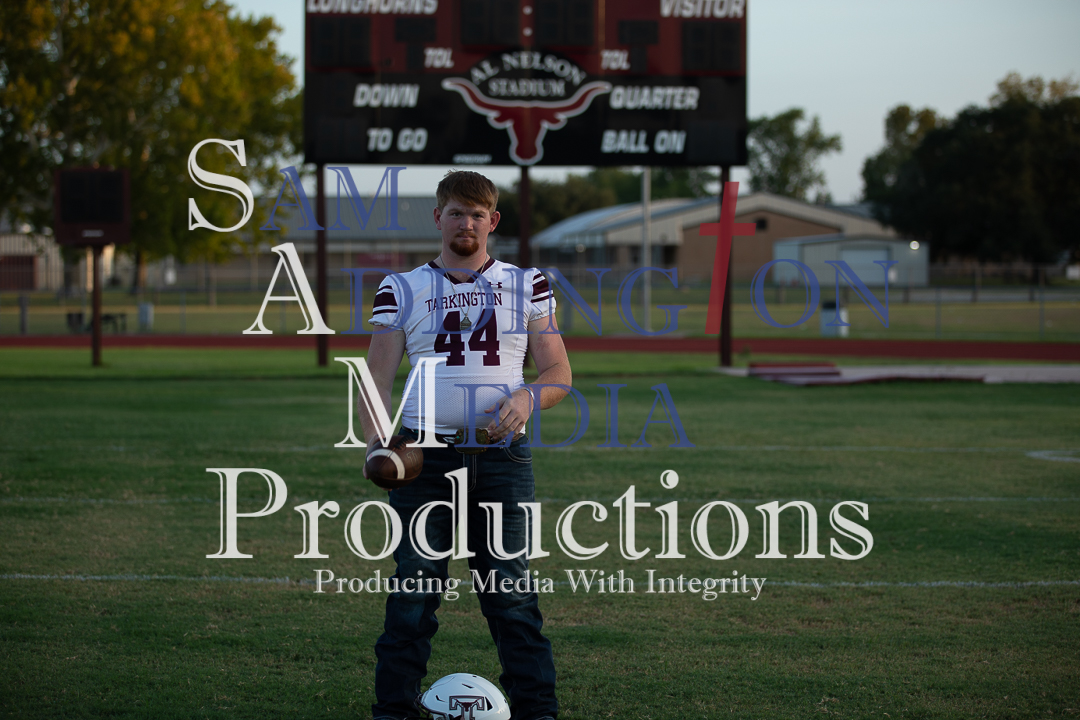 LONGHORNS VISITOR
TOL TOL
AL NELSON
STADIUM
DOWN QUARTER
TO GO BALL ON
SAM
ADDINGTON
MEDIA
Productions
Producing Media With Integrity
TARKINGTON
44
T